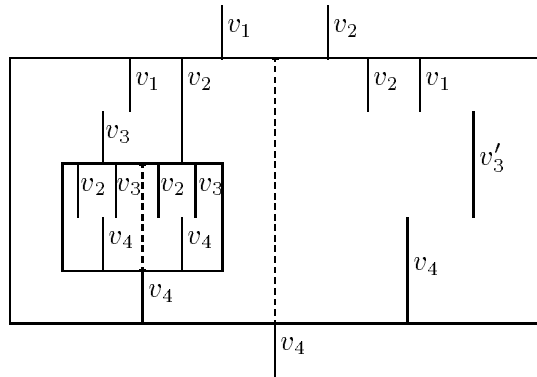 v₁ v₂
v₁ v₂ v₂ v₁
v₃ v₃′
v₂ v₃ v₂ v₃
v₄ v₄ v₄
v₄
v₄